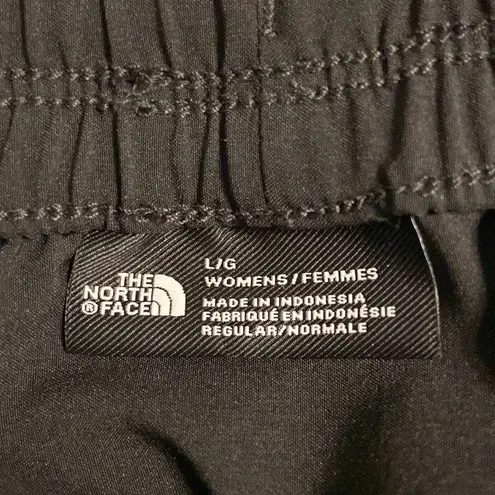 THE
NORTH
® FACE
L/G
WOMENS / FEMMES
MADE IN INDONESIA
FABRIQUÉ EN INDONÉSIE
REGULAR/NORMALE